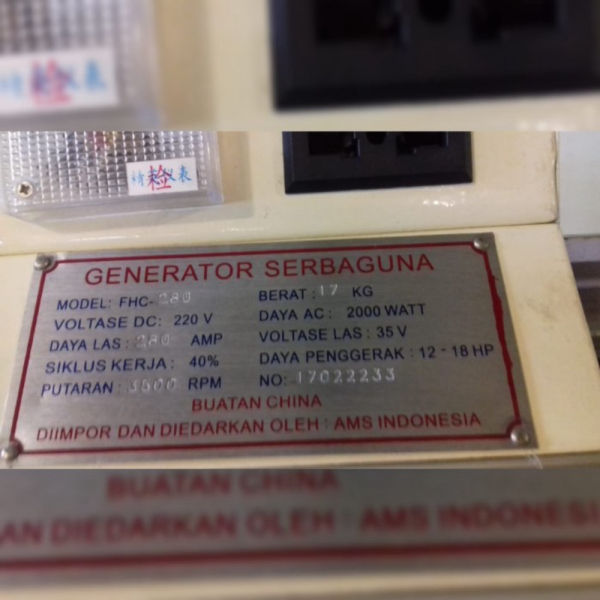 GENERATOR SERBAGUNA
MODEL: FHC-280
VOLTASE DC: 220 V
DAYA LAS: 280 AMP
SIKLUS KERJA: 40%
PUTARAN: 3500 RPM
BERAT: 17 KG
DAYA AC: 2000 WATT
VOLTASE LAS: 35 V
DAYA PENGGERAK: 12 - 18 HP
NO: 17022233
BUATAN CHINA
DIIMPOR DAN DIEDARKAN OLEH: AMS INDONESIA
BUATAN CHINA
AN DIEDARKAN OLEH: AMS INDONESI